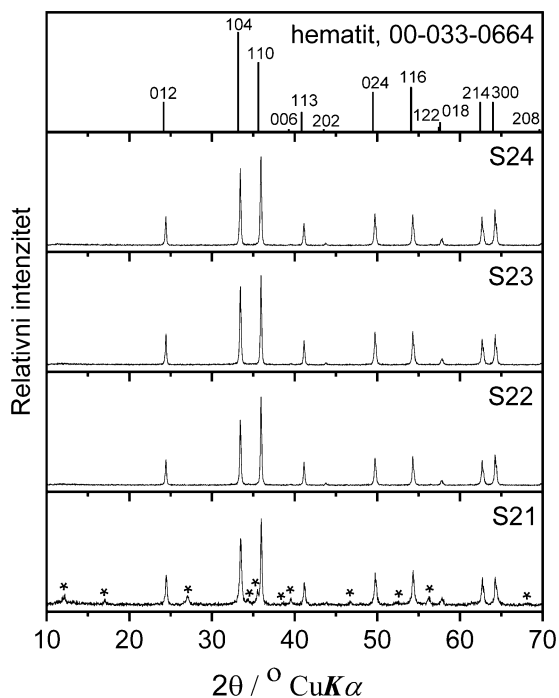 hematit, 00-033-0664
012
104
110
006
113
202
024
116
122
018
214
300
208
S24
S23
S22
S21
* * * * * * * * * * *
Relativni intenzitet
10 20 30 40 50 60 70
2θ / ° CuKα